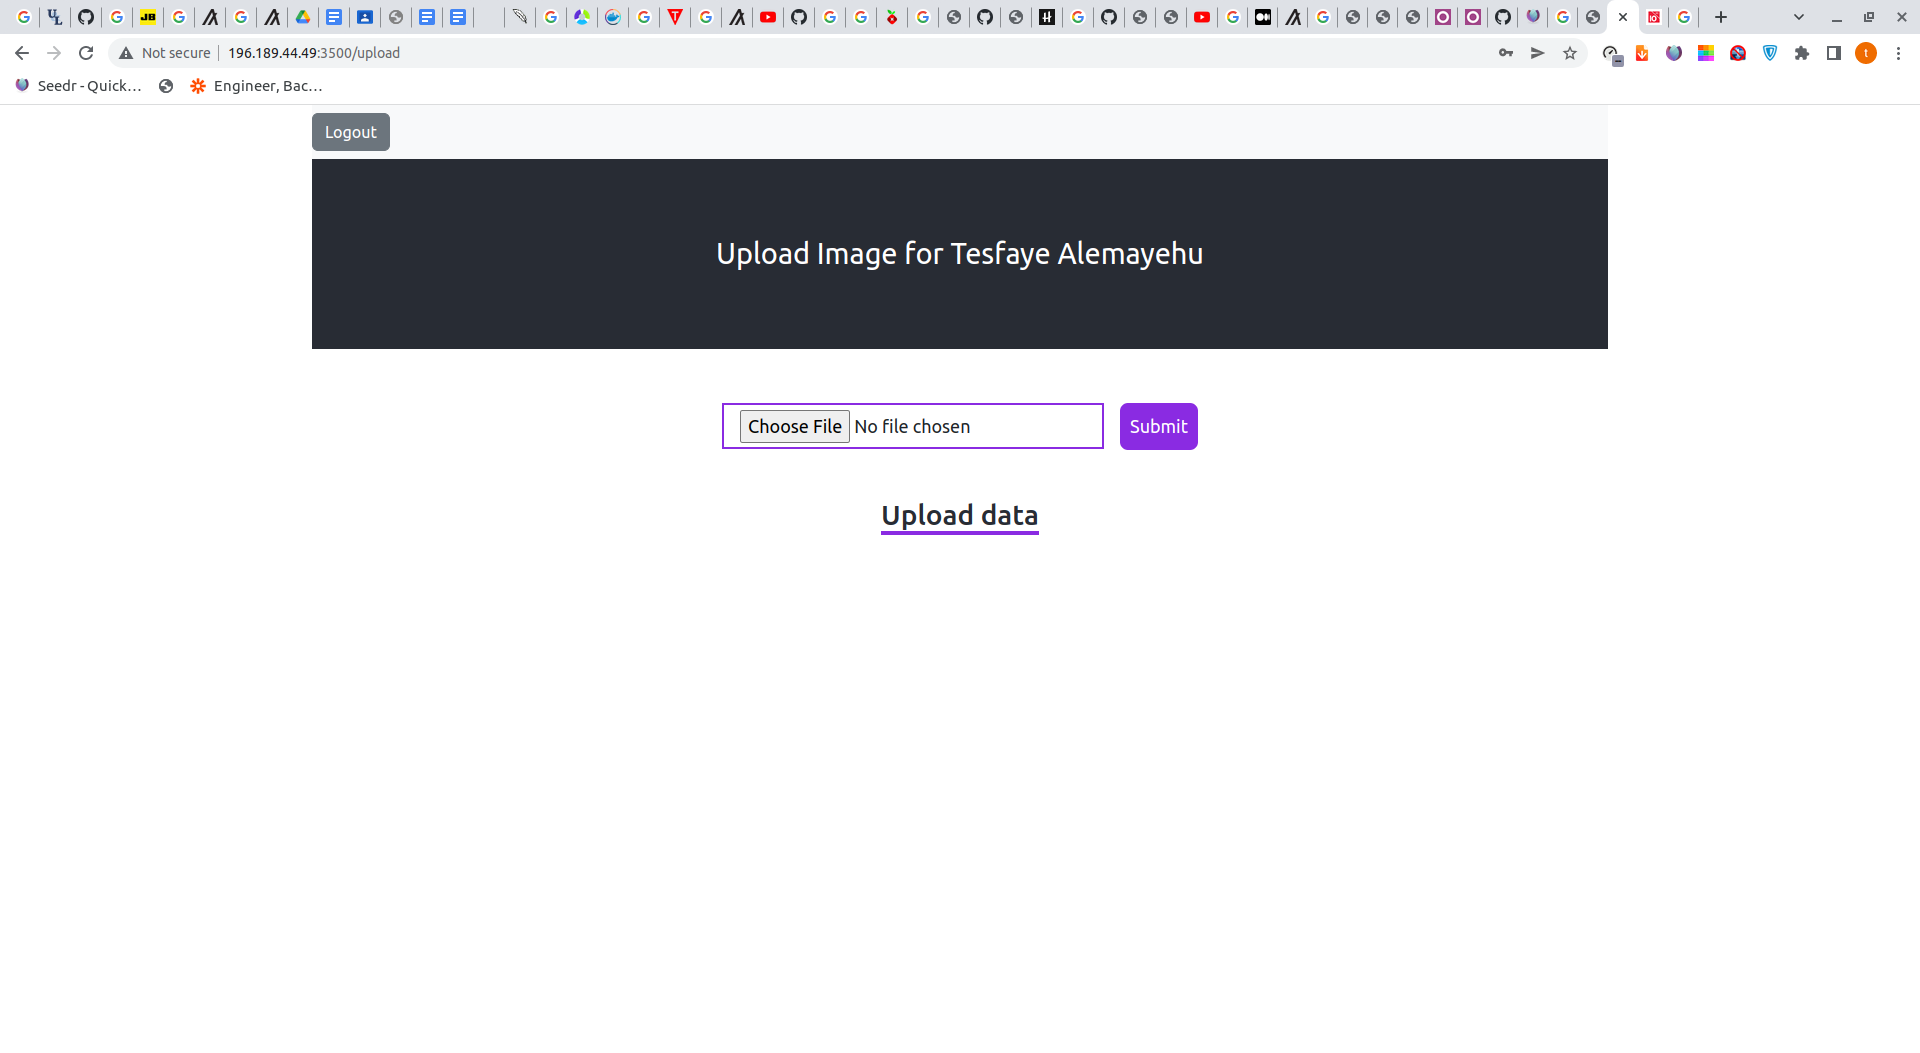 Not secure
196.189.44.49:3500/upload
Seedr - Quick...
Engineer, Bac...
Logout
Upload Image for Tesfaye Alemayehu
Choose File No file chosen
Submit
Upload data